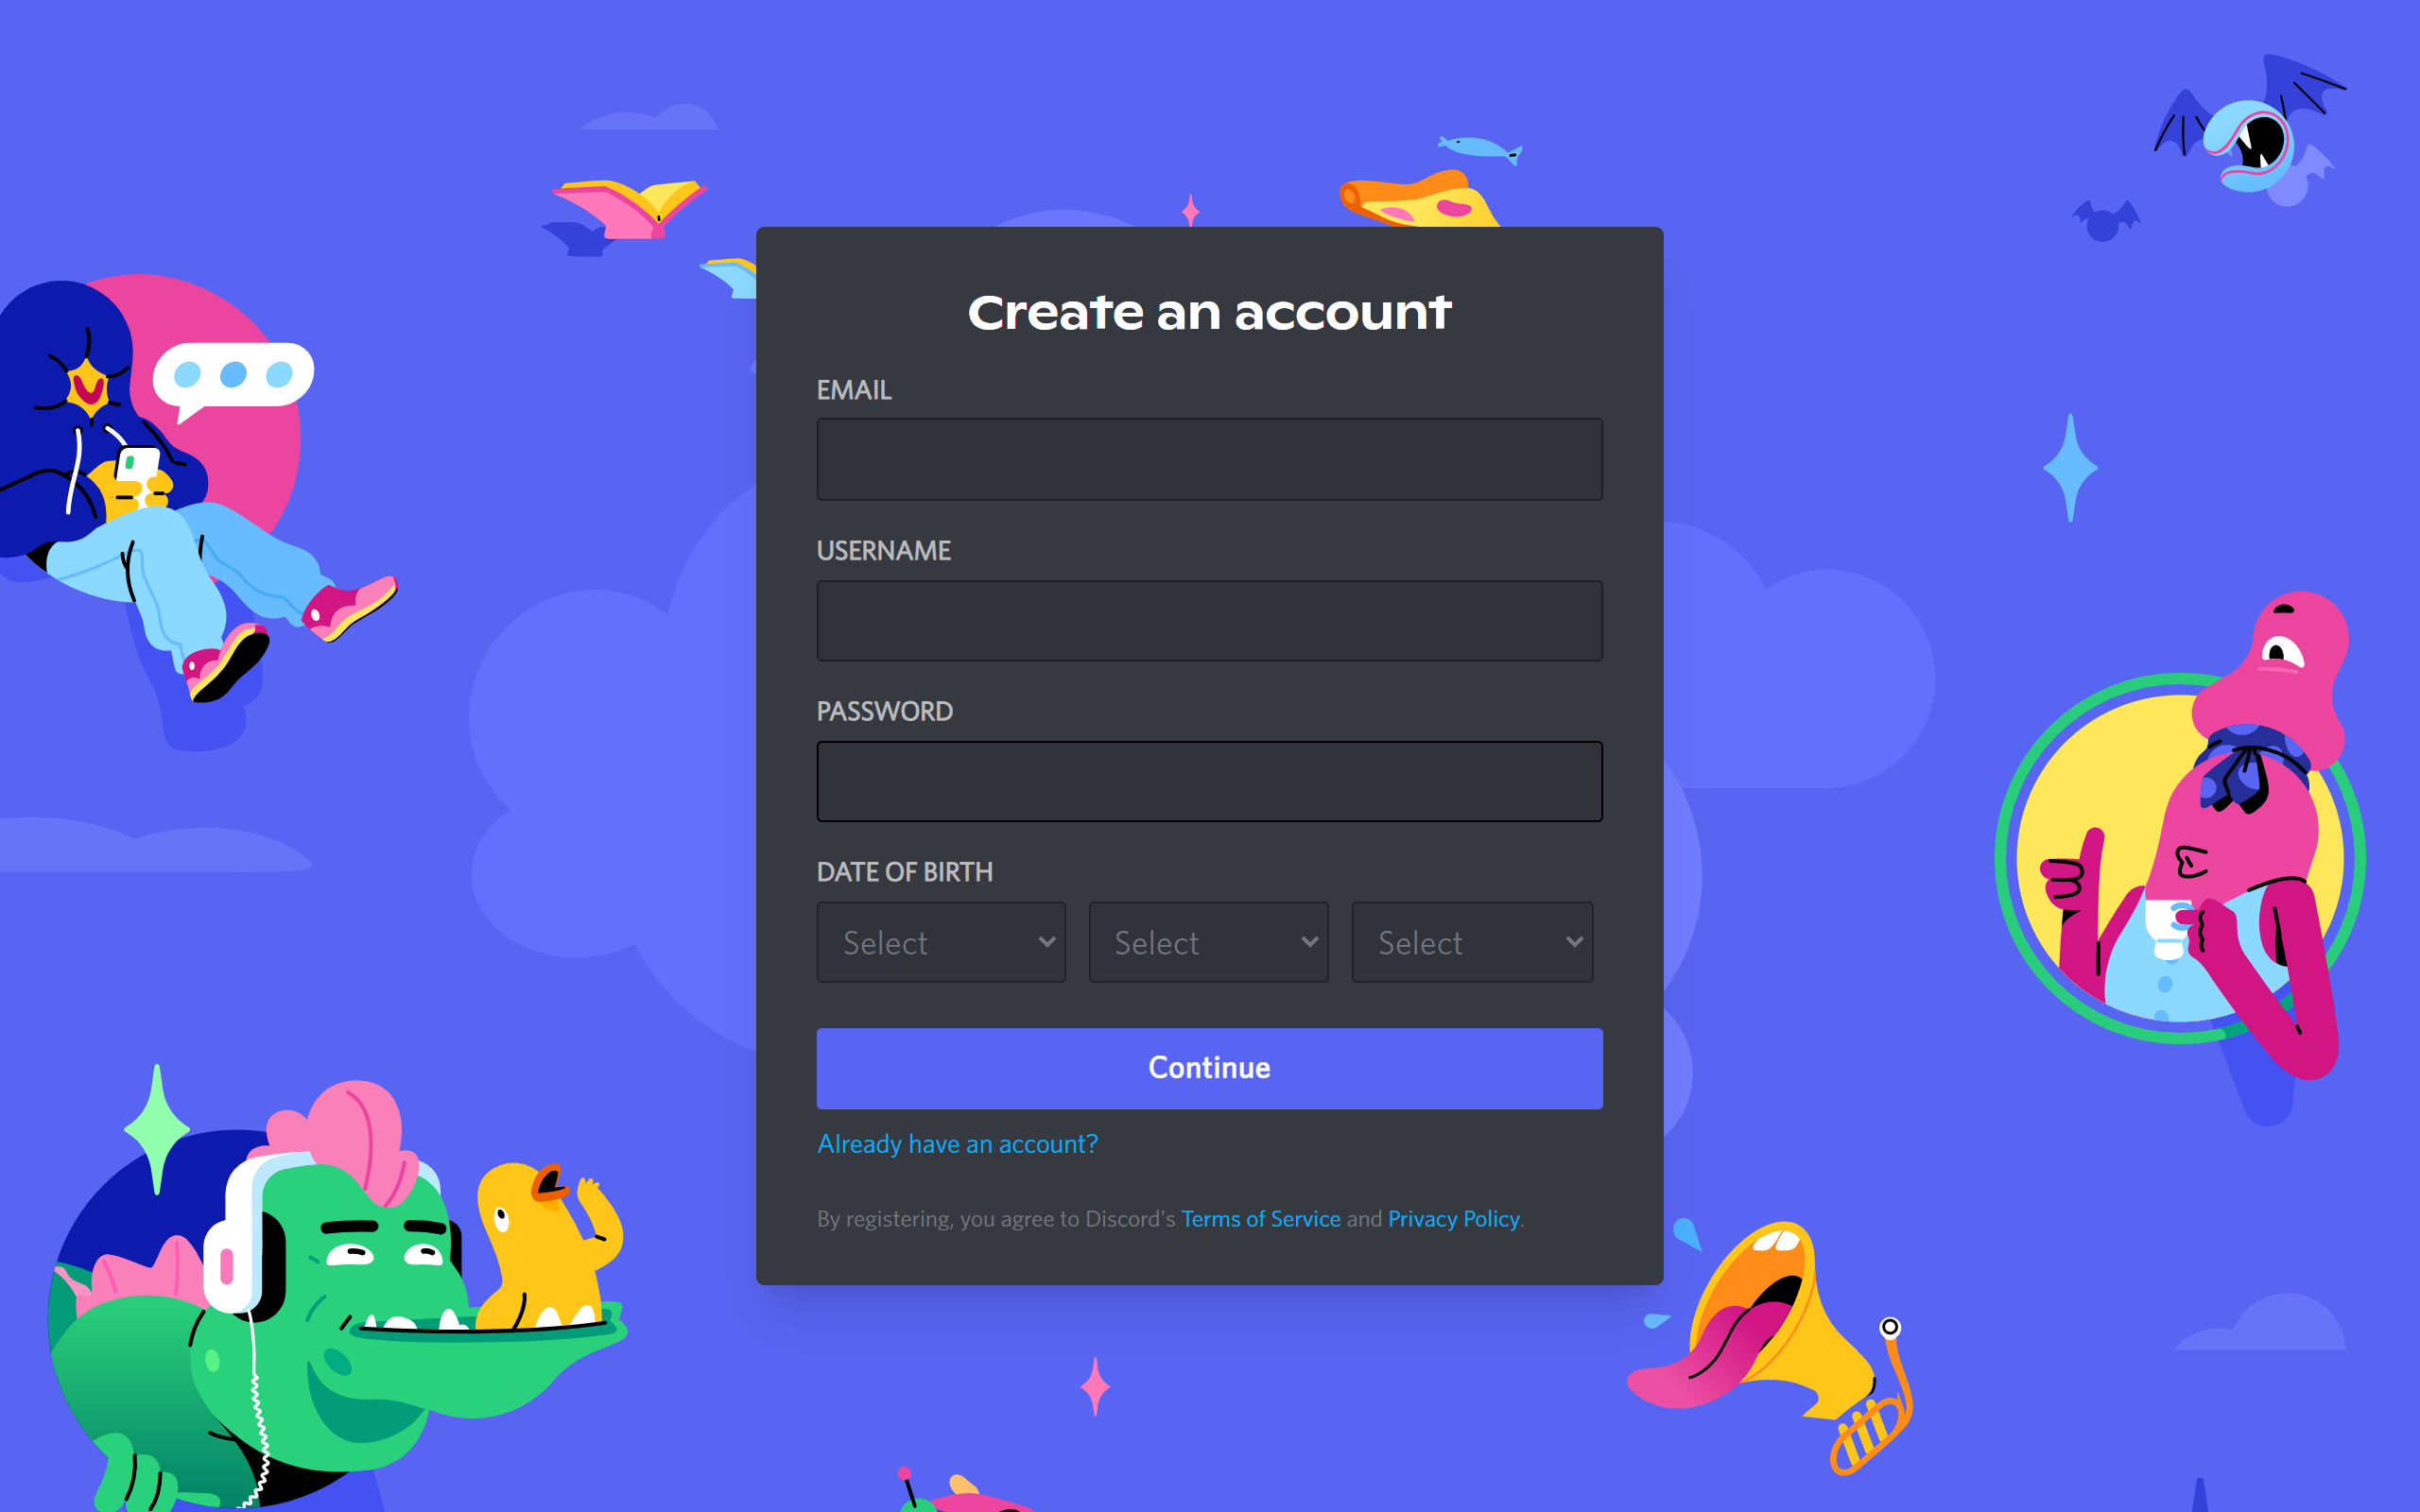 Create an account
EMAIL
USERNAME
PASSWORD
DATE OF BIRTH
Select Select Select
Continue
Already have an account?
By registering, you agree to Discord's Terms of Service and Privacy Policy.